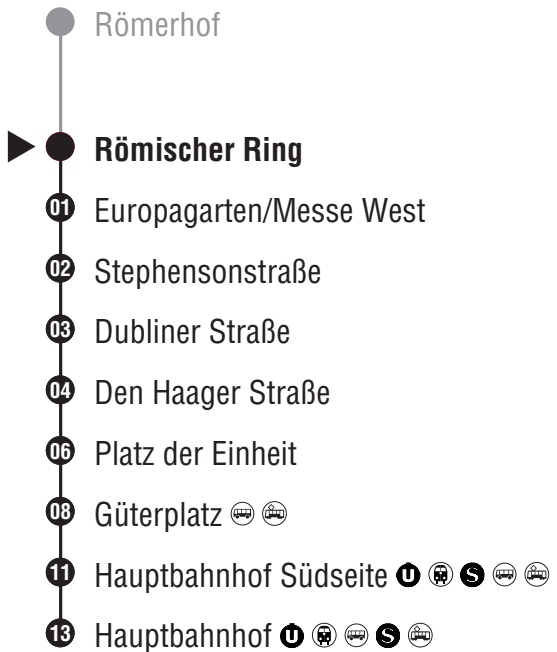 Römerhof
Römischer Ring
01 Europagarten/Messe West
02 Stephensonstraße
03 Dubliner Straße
04 Den Haager Straße
06 Platz der Einheit
08 Güterplatz
11 Hauptbahnhof Südseite U S
13 Hauptbahnhof U S